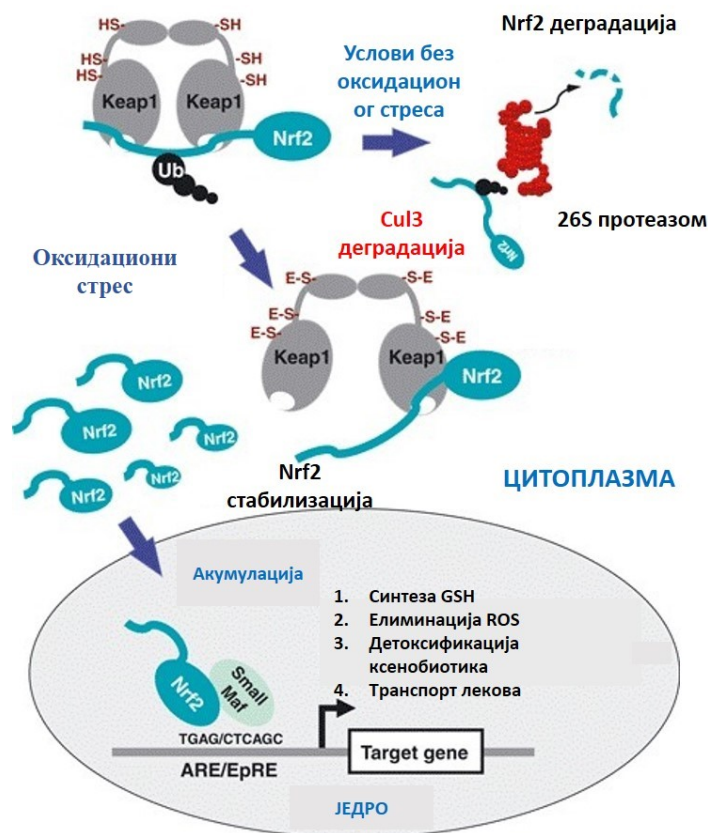 HS-
-SH
HS-
HS-
-SH
-SH
Keap1
Keap1
Nrf2
Ub
Услови без
оксидацион
ог стреса
Nrf2 деградација
Nrf2
26S протеазом
Оксидациони
стрес
Cul3
деградација
E-S-
-S-E
E-S-
E-S-
-S-E
-S-E
Keap1
Keap1
Nrf2
Nrf2
Nrf2
Nrf2
Nrf2
Nrf2
Nrf2
стабилизација
ЦИТОПЛАЗМА
Акумулација
1. Синтеза GSH
2. Елиминација ROS
3. Детоксификација
ксенобиотика
4. Транспорт лекова
Nrf2
Small
Maf
TGAG/CTCAGC
ARE/EpRE
Target gene
ЈЕДРО